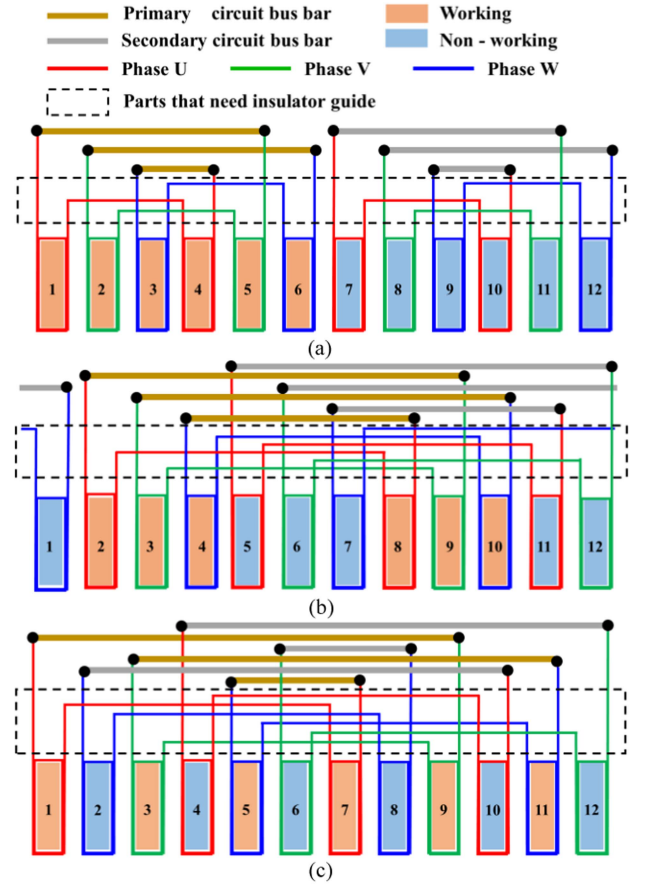 Primary circuit bus bar Working
Secondary circuit bus bar Non - working
Phase U Phase V Phase W
Parts that need insulator guide
1 2 3 4 5 6 7 8 9 10 11 12
(a)
1 2 3 4 5 6 7 8 9 10 11 12
(b)
1 2 3 4 5 6 7 8 9 10 11 12
(c)